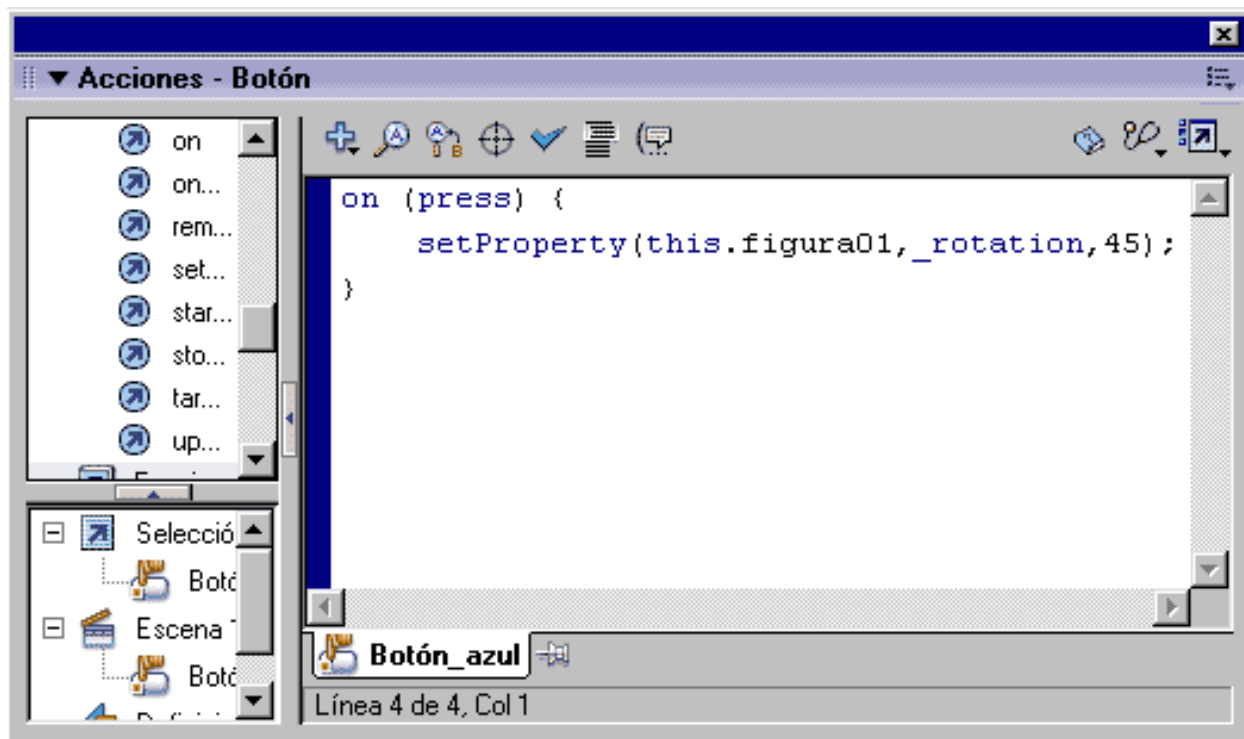 Acciones - Botón
on
on...
rem...
set...
star...
sto...
tar...
up...
on (press) {
setProperty(this.figura01,_rotation,45);
}
Selecció
Botó
Escena
Botó
Botón_azul
Línea 4 de 4, Col 1